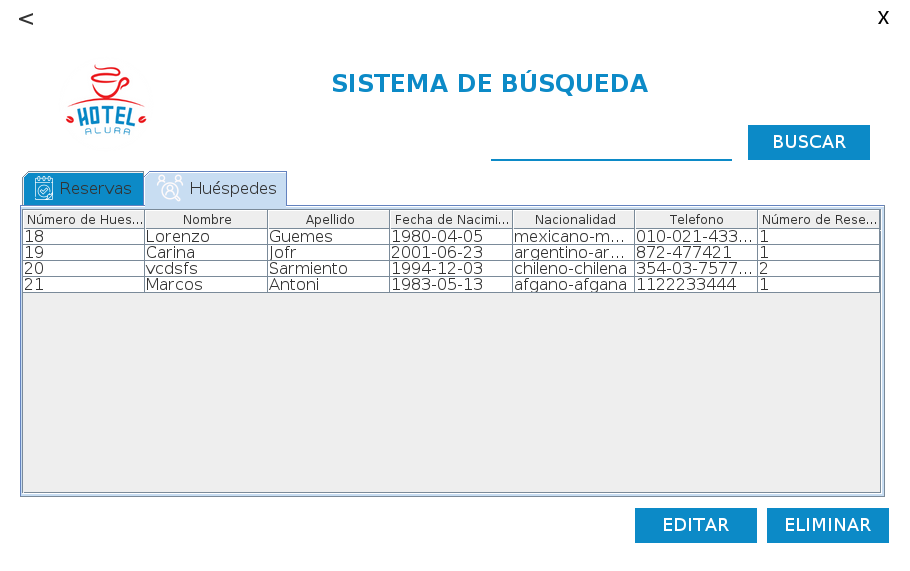 < X
HOTEL
ALURA
SISTEMA DE BÚSQUEDA
BUSCAR
Reservas Huéspedes
Número de Hues... Nombre Apellido Fecha de Nacimi... Nacionalidad Telefono Número de Rese...
18 Lorenzo Guemes 1980-04-05 mexicano-m... 010-021-433... 1
19 Carina Jofr 2001-06-23 argentino-ar... 872-477421 1
20 vcdsfs Sarmiento 1994-12-03 chileno-chilena 354-03-7577... 2
21 Marcos Antoni 1983-05-13 afgano-afgana 1122233444 1
EDITAR ELIMINAR